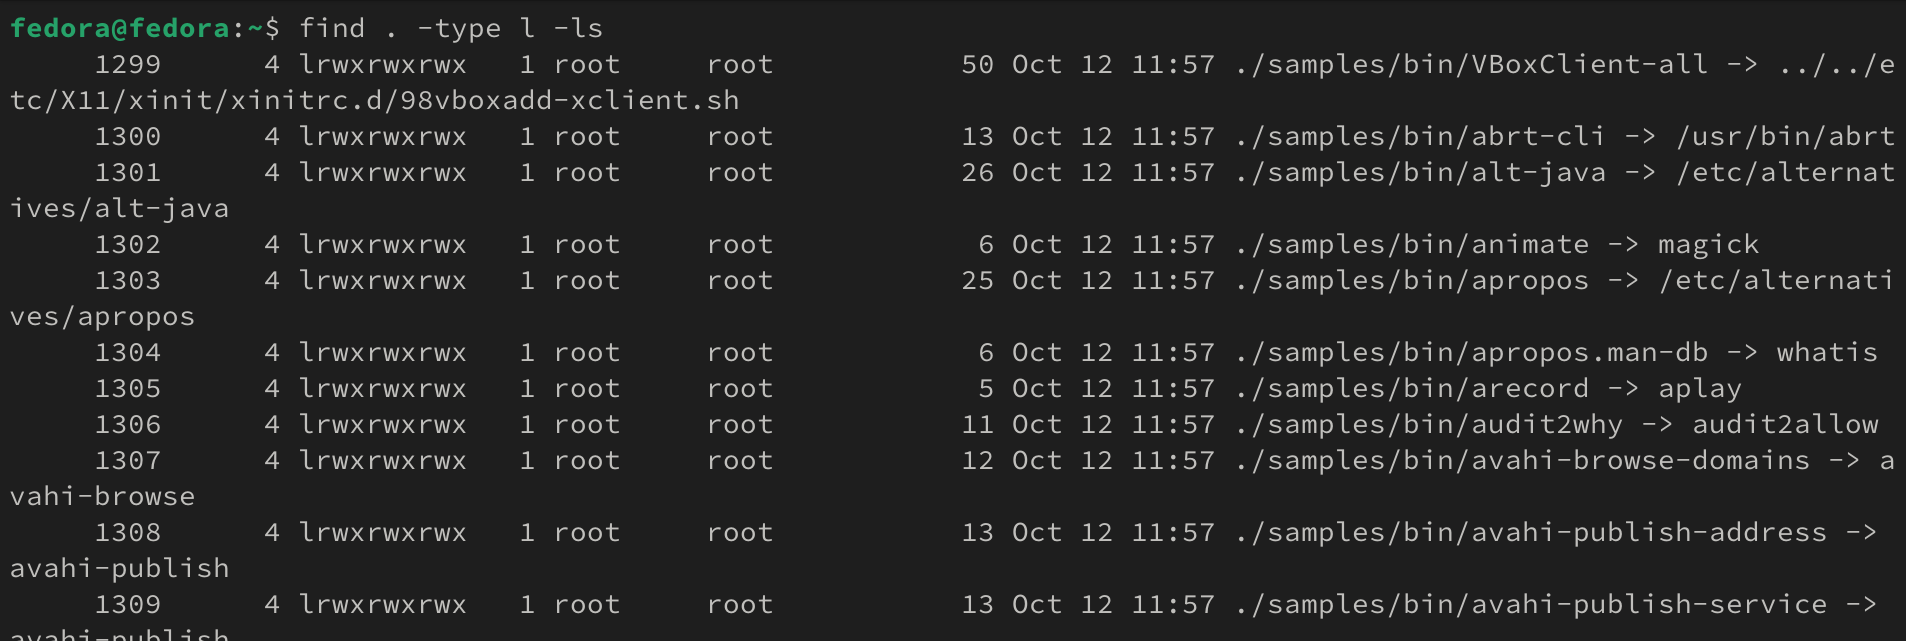 fedora@fedora:~$ find . -type l -ls
1299 4 lrwxrwxrwx 1 root root 50 Oct 12 11:57 ./samples/bin/VBoxClient-all -> ../../e
tc/X11/xinit/xinitrc.d/98vboxadd-xclient.sh
1300 4 lrwxrwxrwx 1 root root 13 Oct 12 11:57 ./samples/bin/abrt-cli -> /usr/bin/abrt
1301 4 lrwxrwxrwx 1 root root 26 Oct 12 11:57 ./samples/bin/alt-java -> /etc/alternat
ives/alt-java
1302 4 lrwxrwxrwx 1 root root 6 Oct 12 11:57 ./samples/bin/animate -> magick
1303 4 lrwxrwxrwx 1 root root 25 Oct 12 11:57 ./samples/bin/apropos -> /etc/alternati
ves/apropos
1304 4 lrwxrwxrwx 1 root root 6 Oct 12 11:57 ./samples/bin/apropos.man-db -> whatis
1305 4 lrwxrwxrwx 1 root root 5 Oct 12 11:57 ./samples/bin/arecord -> aplay
1306 4 lrwxrwxrwx 1 root root 11 Oct 12 11:57 ./samples/bin/audit2why -> audit2allow
1307 4 lrwxrwxrwx 1 root root 12 Oct 12 11:57 ./samples/bin/avahi-browse-domains -> a
vahi-browse
1308 4 lrwxrwxrwx 1 root root 13 Oct 12 11:57 ./samples/bin/avahi-publish-address ->
avahi-publish
1309 4 lrwxrwxrwx 1 root root 13 Oct 12 11:57 ./samples/bin/avahi-publish-service ->
avahi-publish